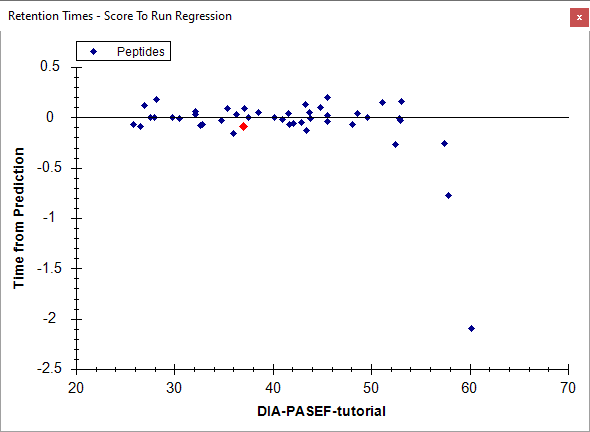 Retention Times - Score To Run Regression
x
Peptides
0.5
0
-0.5
-1
-1.5
-2
-2.5
Time from Prediction
20 30 40 50 60 70
DIA-PASEF-tutorial